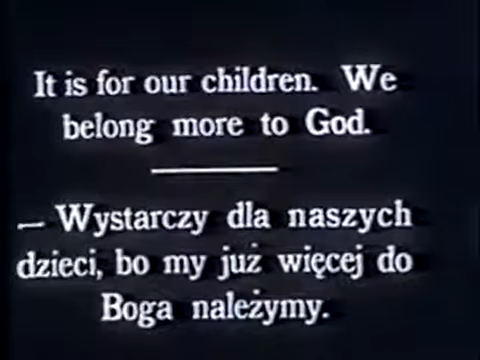 It is for our children. We
belong more to God.
— Wystarczy dla naszych
dzieci, bo my już więcej do
Boga należymy.